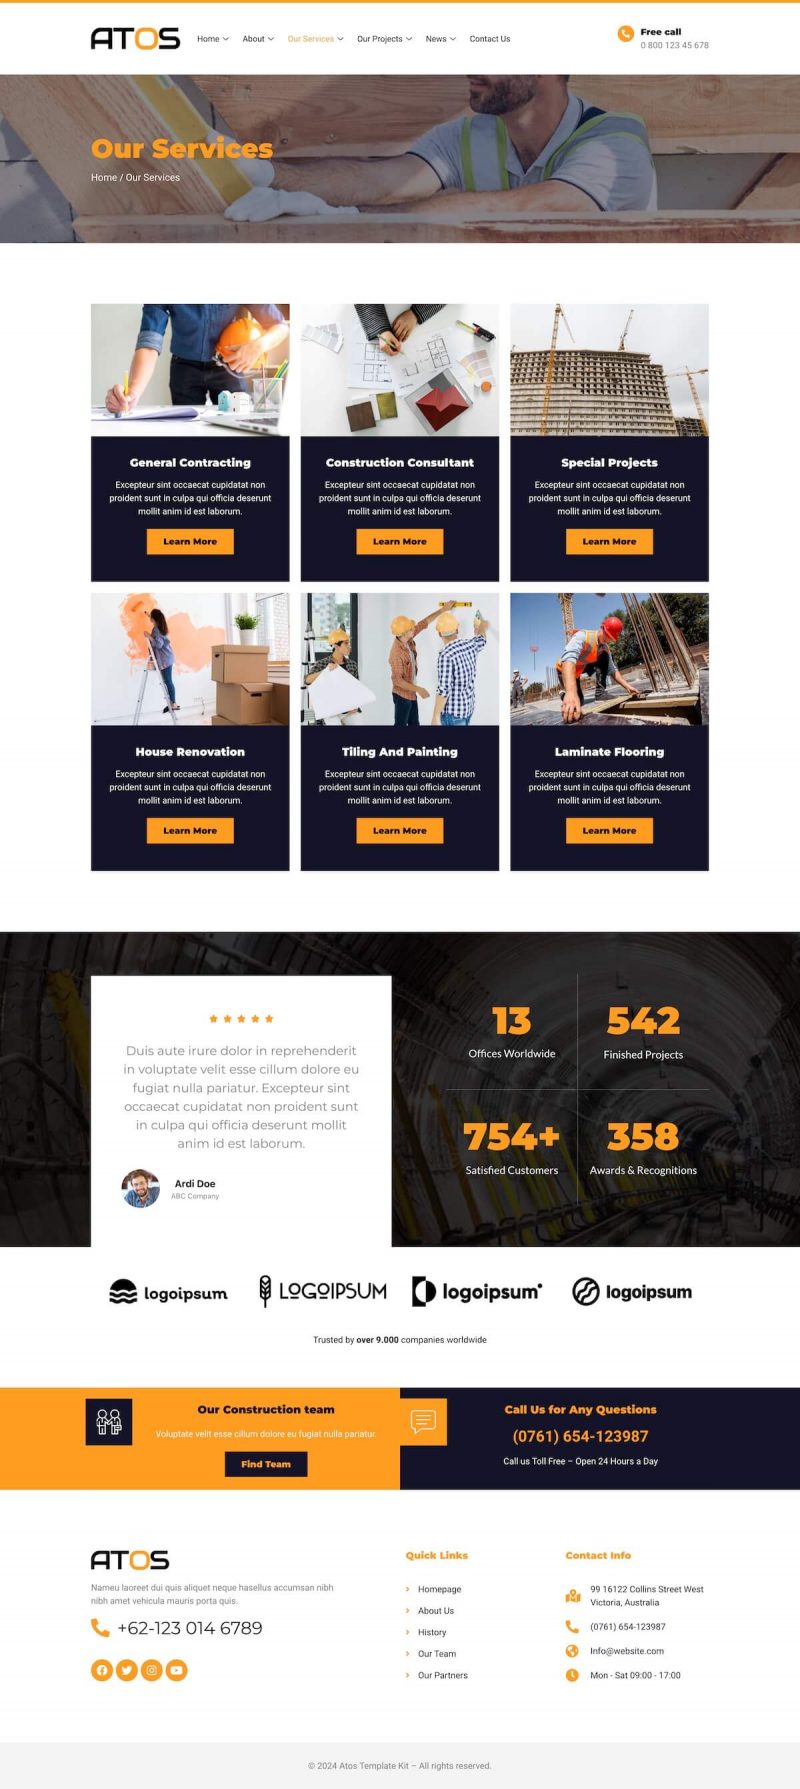 ATOS
Home
About
Our Services
Our Projects
News
Contact Us
Free call
0 800 123 45 678
Our Services
Home / Our Services
General Contracting
Excepteur sint occaecat cupidatat non
proident sunt in culpa qui officia deserunt
mollit anim id est laborum.
Learn More
Construction Consultant
Excepteur sint occaecat cupidatat non
proident sunt in culpa qui officia deserunt
mollit anim id est laborum.
Learn More
Special Projects
Excepteur sint occaecat cupidatat non
proident sunt in culpa qui officia deserunt
mollit anim id est laborum.
Learn More
House Renovation
Excepteur sint occaecat cupidatat non
proident sunt in culpa qui officia deserunt
mollit anim id est laborum.
Learn More
Tiling And Painting
Excepteur sint occaecat cupidatat non
proident sunt in culpa qui officia deserunt
mollit anim id est laborum.
Learn More
Laminate Flooring
Excepteur sint occaecat cupidatat non
proident sunt in culpa qui officia deserunt
mollit anim id est laborum.
Learn More
Duis aute irure dolor in reprehenderit
in voluptate velit esse cillum dolore eu
fugiat nulla pariatur. Excepteur sint
occaecat cupidatat non proident sunt
in culpa qui officia deserunt mollit
anim id est laborum.
Ardi Doe
ABC Company
13
Offices Worldwide
542
Finished Projects
754+
Satisfied Customers
358
Awards & Recognitions
logoipsum
LOGOIPSUM
logoipsum
logoipsum
Trusted by over 9.000 companies worldwide
Our Construction team
Voluptate velit esse cillum dolore eu fugiat nulla pariatur.
Find Team
Call Us for Any Questions
(0761) 654-123987
Call us Toll Free – Open 24 Hours a Day
ATOS
Nameu laoreet dui quis aliquet neque hasellus accumsan nibh
nibh amet vehicula mauris porta quis.
+62-123 014 6789
Quick Links
Homepage
About Us
History
Our Team
Our Partners
Contact Info
99 16122 Collins Street West
Victoria, Australia
(0761) 654-123987
Info@website.com
Mon - Sat 09:00 - 17:00
© 2024 Atos Template Kit – All rights reserved.